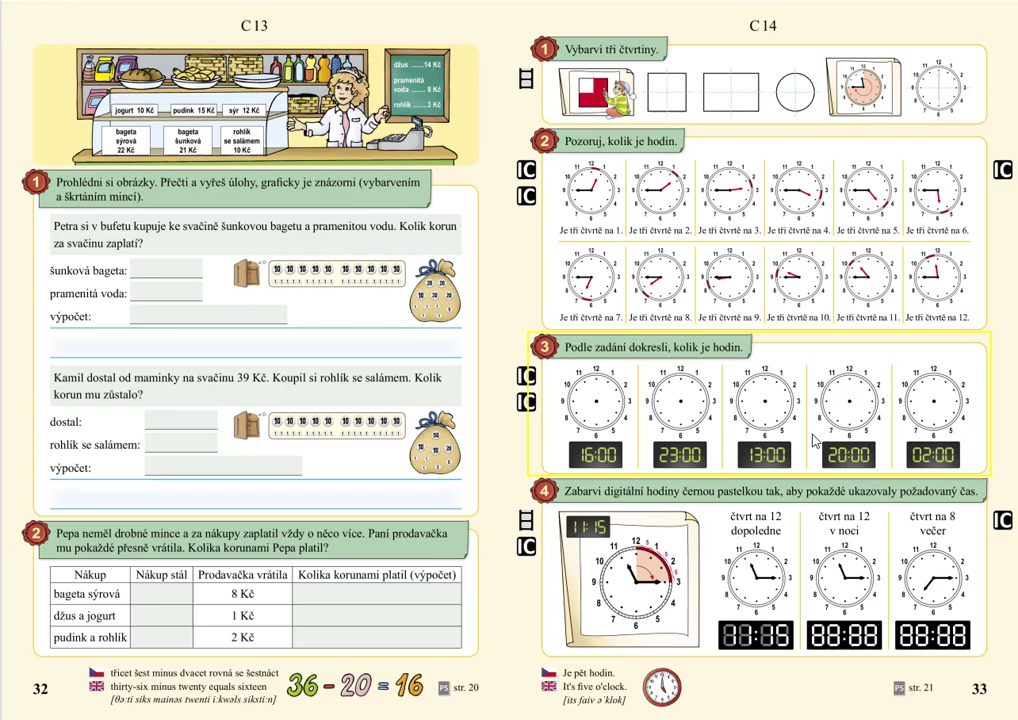 C 13
džus ......14 Kč
pramenitá
voda ....... 8 Kč
rohlík .......3 Kč
jogurt 10 Kč
pudink 15 Kč
sýr 12 Kč
bageta
sýrová
22 Kč
bageta
šunková
21 Kč
rohlík
se salámem
10 Kč
1 Prohlédni si obrázky. Přečti a vyřeš úlohy, graficky je znázorni (vybarvením
a škrtáním mincí).
Petra si v bufetu kupuje ke svačině šunkovou bagetu a pramenitou vodu. Kolik korun
za svačinu zaplatí?
šunková bageta:
pramenitá voda:
výpočet:
Kamil dostal od maminky na svačinu 39 Kč. Koupil si rohlík se salámem. Kolik
korun mu zůstalo?
dostal:
rohlík se salámem:
výpočet:
2 Pepa neměl drobné mince a za nákupy zaplatil vždy o něco více. Paní prodavačka
mu pokaždé přesně vrátila. Kolika korunami Pepa platil?
Nákup Nákup stál Prodavačka vrátila Kolika korunami platil (výpočet)
bageta sýrová 8 Kč
džus a jogurt 1 Kč
pudink a rohlík 2 Kč
32
třicet šest minus dvacet rovná se šestnáct
thirty-six minus twenty equals sixteen
36 - 20 = 16
PS str. 20
C 14
1 Vybarvi tři čtvrtiny.
2 Pozoruj, kolik je hodin.
Je tři čtvrtě na 1. Je tři čtvrtě na 2. Je tři čtvrtě na 3. Je tři čtvrtě na 4. Je tři čtvrtě na 5. Je tři čtvrtě na 6.
Je tři čtvrtě na 7. Je tři čtvrtě na 8. Je tři čtvrtě na 9. Je tři čtvrtě na 10. Je tři čtvrtě na 11. Je tři čtvrtě na 12.
3 Podle zadání dokresli, kolik je hodin.
16:00 23:00 13:00 20:00 02:00
4 Zabarvi digitální hodiny černou pastelkou tak, aby pokaždé ukazovaly požadovaný čas.
11:15
čtvrt na 12
dopoledne
čtvrt na 12
v noci
čtvrt na 8
večer
88:88 88:88
Je pět hodin.
It's five o'clock.
[its faiv ə´klok]
PS str. 21
33